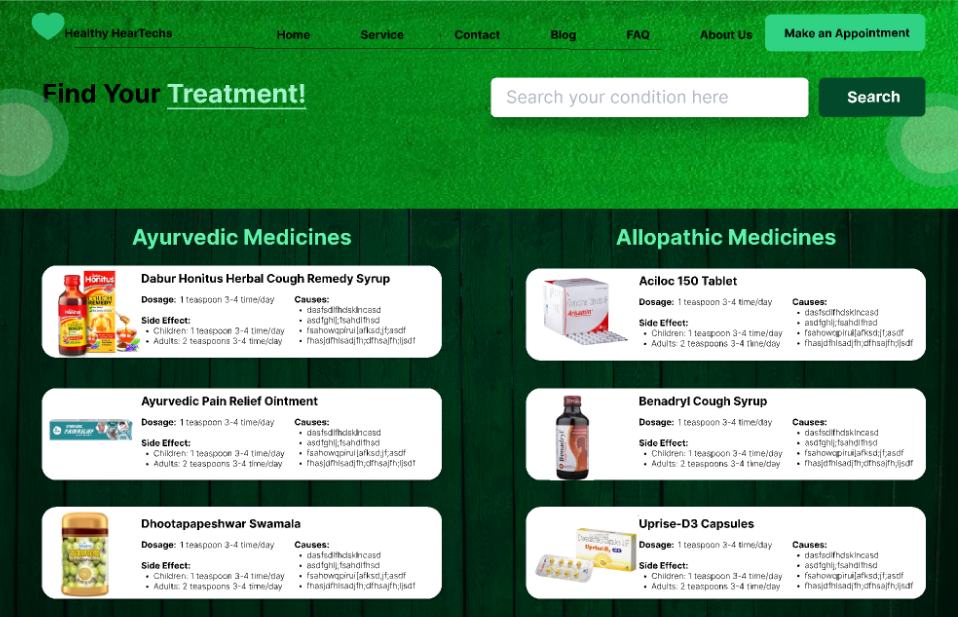 Healthy HearTechs
Home
Service
Contact
Blog
FAQ
About Us
Make an Appointment
Find Your Treatment!
Search your condition here
Search
Ayurvedic Medicines
Dabur Honitus Herbal Cough Remedy Syrup
Dosage: 1 teaspoon 3-4 time/day
Side Effect:
• Children: 1 teaspoon 3-4 time/day
• Adults: 2 teaspoons 3-4 time/day
Causes:
• dasfsdlfhdsklncasd
• asdfghlj;fsahdlfhsd
• fsahowqpirui[afksd;jf;asdf
• fhasjdfhlsadjfh;dfhsajfh;ljsdf
Honitus
REMEDY
Honitus
Ayurvedic Pain Relief Ointment
Dosage: 1 teaspoon 3-4 time/day
Side Effect:
• Children: 1 teaspoon 3-4 time/day
• Adults: 2 teaspoons 3-4 time/day
Causes:
• dasfsdlfhdsklncasd
• asdfghlj;fsahdlfhsd
• fsahowqpirui[afksd;jf;asdf
• fhasjdfhlsadjfh;dfhsajfh;ljsdf
Dhootapapeshwar Swamala
Dosage: 1 teaspoon 3-4 time/day
Side Effect:
• Children: 1 teaspoon 3-4 time/day
• Adults: 2 teaspoons 3-4 time/day
Causes:
• dasfsdlfhdsklncasd
• asdfghlj;fsahdlfhsd
• fsahowqpirui[afksd;jf;asdf
• fhasjdfhlsadjfh;dfhsajfh;ljsdf
Allopathic Medicines
Aciloc 150 Tablet
Dosage: 1 teaspoon 3-4 time/day
Side Effect:
• Children: 1 teaspoon 3-4 time/day
• Adults: 2 teaspoons 3-4 time/day
Causes:
• dasfsdlfhdsklncasd
• asdfghlj;fsahdlfhsd
• fsahowqpirui[afksd;jf;asdf
• fhasjdfhlsadjfh;dfhsajfh;ljsdf
Benadryl Cough Syrup
Dosage: 1 teaspoon 3-4 time/day
Side Effect:
• Children: 1 teaspoon 3-4 time/day
• Adults: 2 teaspoons 3-4 time/day
Causes:
• dasfsdlfhdsklncasd
• asdfghlj;fsahdlfhsd
• fsahowqpirui[afksd;jf;asdf
• fhasjdfhlsadjfh;dfhsajfh;ljsdf
Benadryl
Uprise-D3 Capsules
Dosage: 1 teaspoon 3-4 time/day
Side Effect:
• Children: 1 teaspoon 3-4 time/day
• Adults: 2 teaspoons 3-4 time/day
Causes:
• dasfsdlfhdsklncasd
• asdfghlj;fsahdlfhsd
• fsahowqpirui[afksd;jf;asdf
• fhasjdfhlsadjfh;dfhsajfh;ljsdf
Uprise-D3